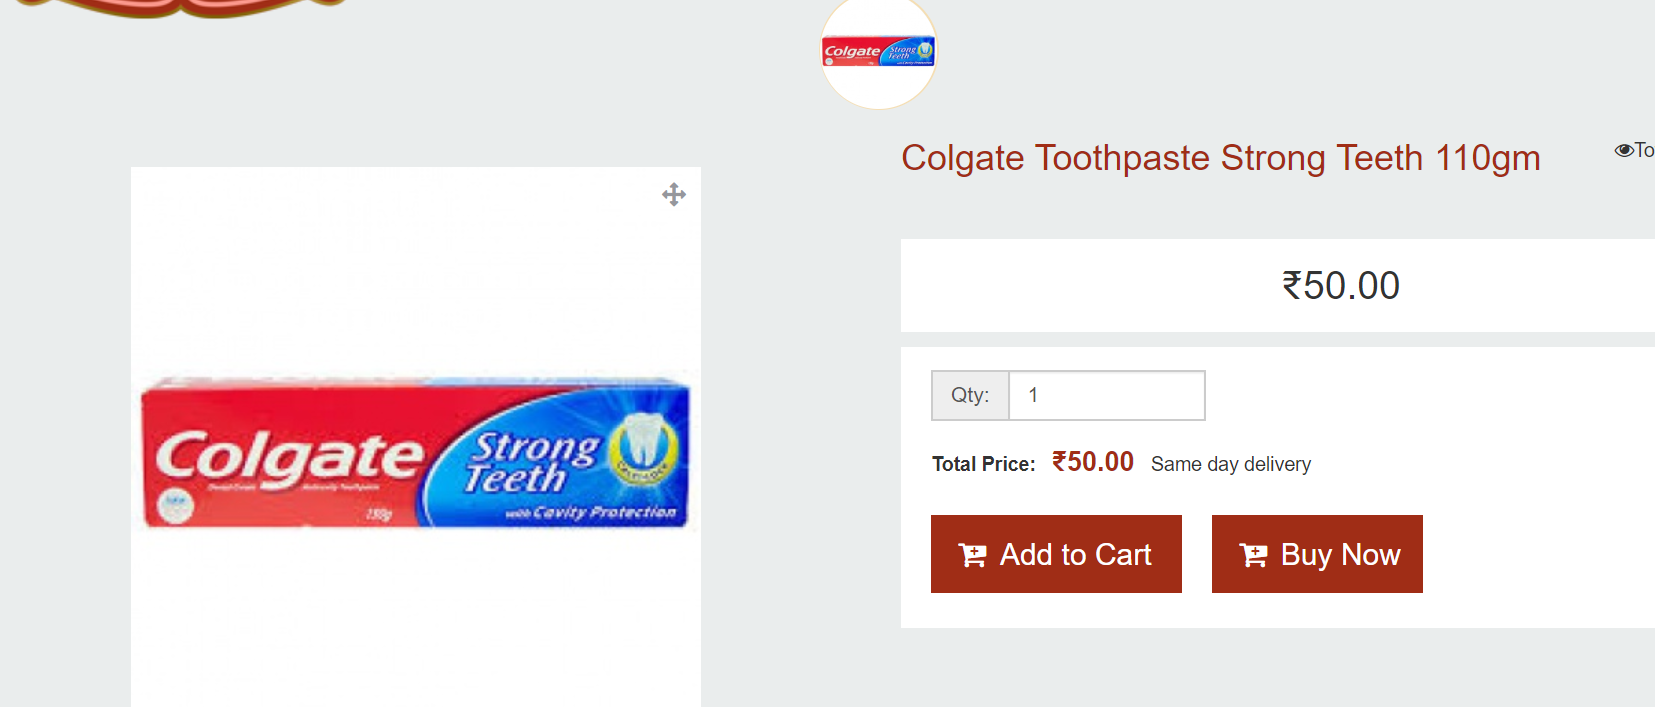 Colgate Strong Teeth
Colgate Toothpaste Strong Teeth 110gm
To
₹50.00
Colgate
Strong
Teeth
with Cavity Protection
Qty: 1
Total Price: ₹50.00 Same day delivery
Add to Cart
Buy Now